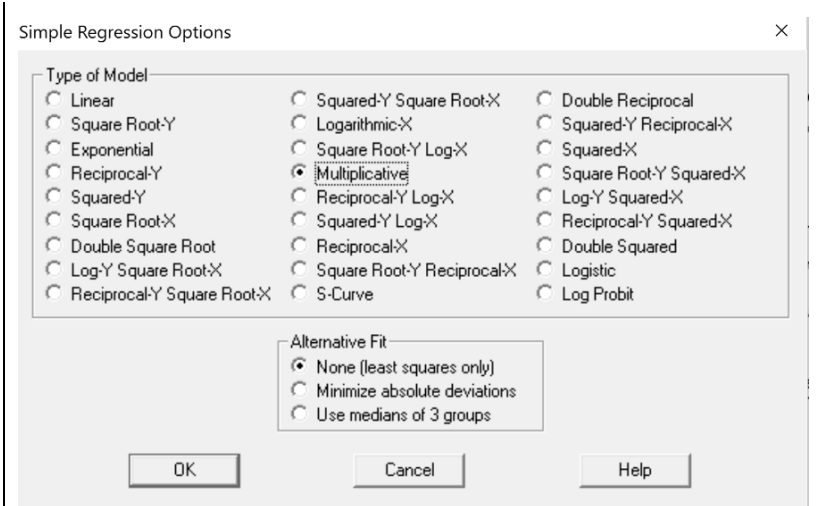 Simple Regression Options
Type of Model
Linear
Square Root-Y
Exponential
Reciprocal-Y
Squared-Y
Square Root-X
Double Square Root
Log-Y Square Root-X
Reciprocal-Y Square Root-X
Squared-Y Square Root-X
Logarithmic-X
Square Root-Y Log-X
Multiplicative
Reciprocal-Y Log-X
Squared-Y Log-X
Reciprocal-X
Square Root-Y Reciprocal-X
S-Curve
Double Reciprocal
Squared-Y Reciprocal-X
Squared-X
Square Root-Y Squared-X
Log-Y Squared-X
Reciprocal-Y Squared-X
Double Squared
Logistic
Log Probit
Alternative Fit
None (least squares only)
Minimize absolute deviations
Use medians of 3 groups
OK
Cancel
Help